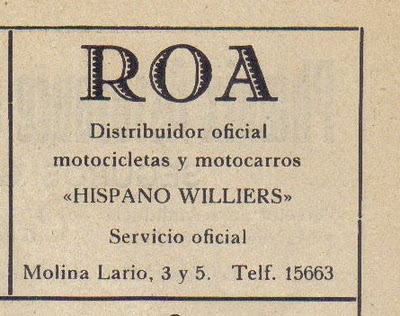 ROA
Distribuidor oficial
motocicletas y motocarros
«HISPANO WILLIERS»
Servicio oficial
Molina Lario, 3 y 5. Telf. 15663